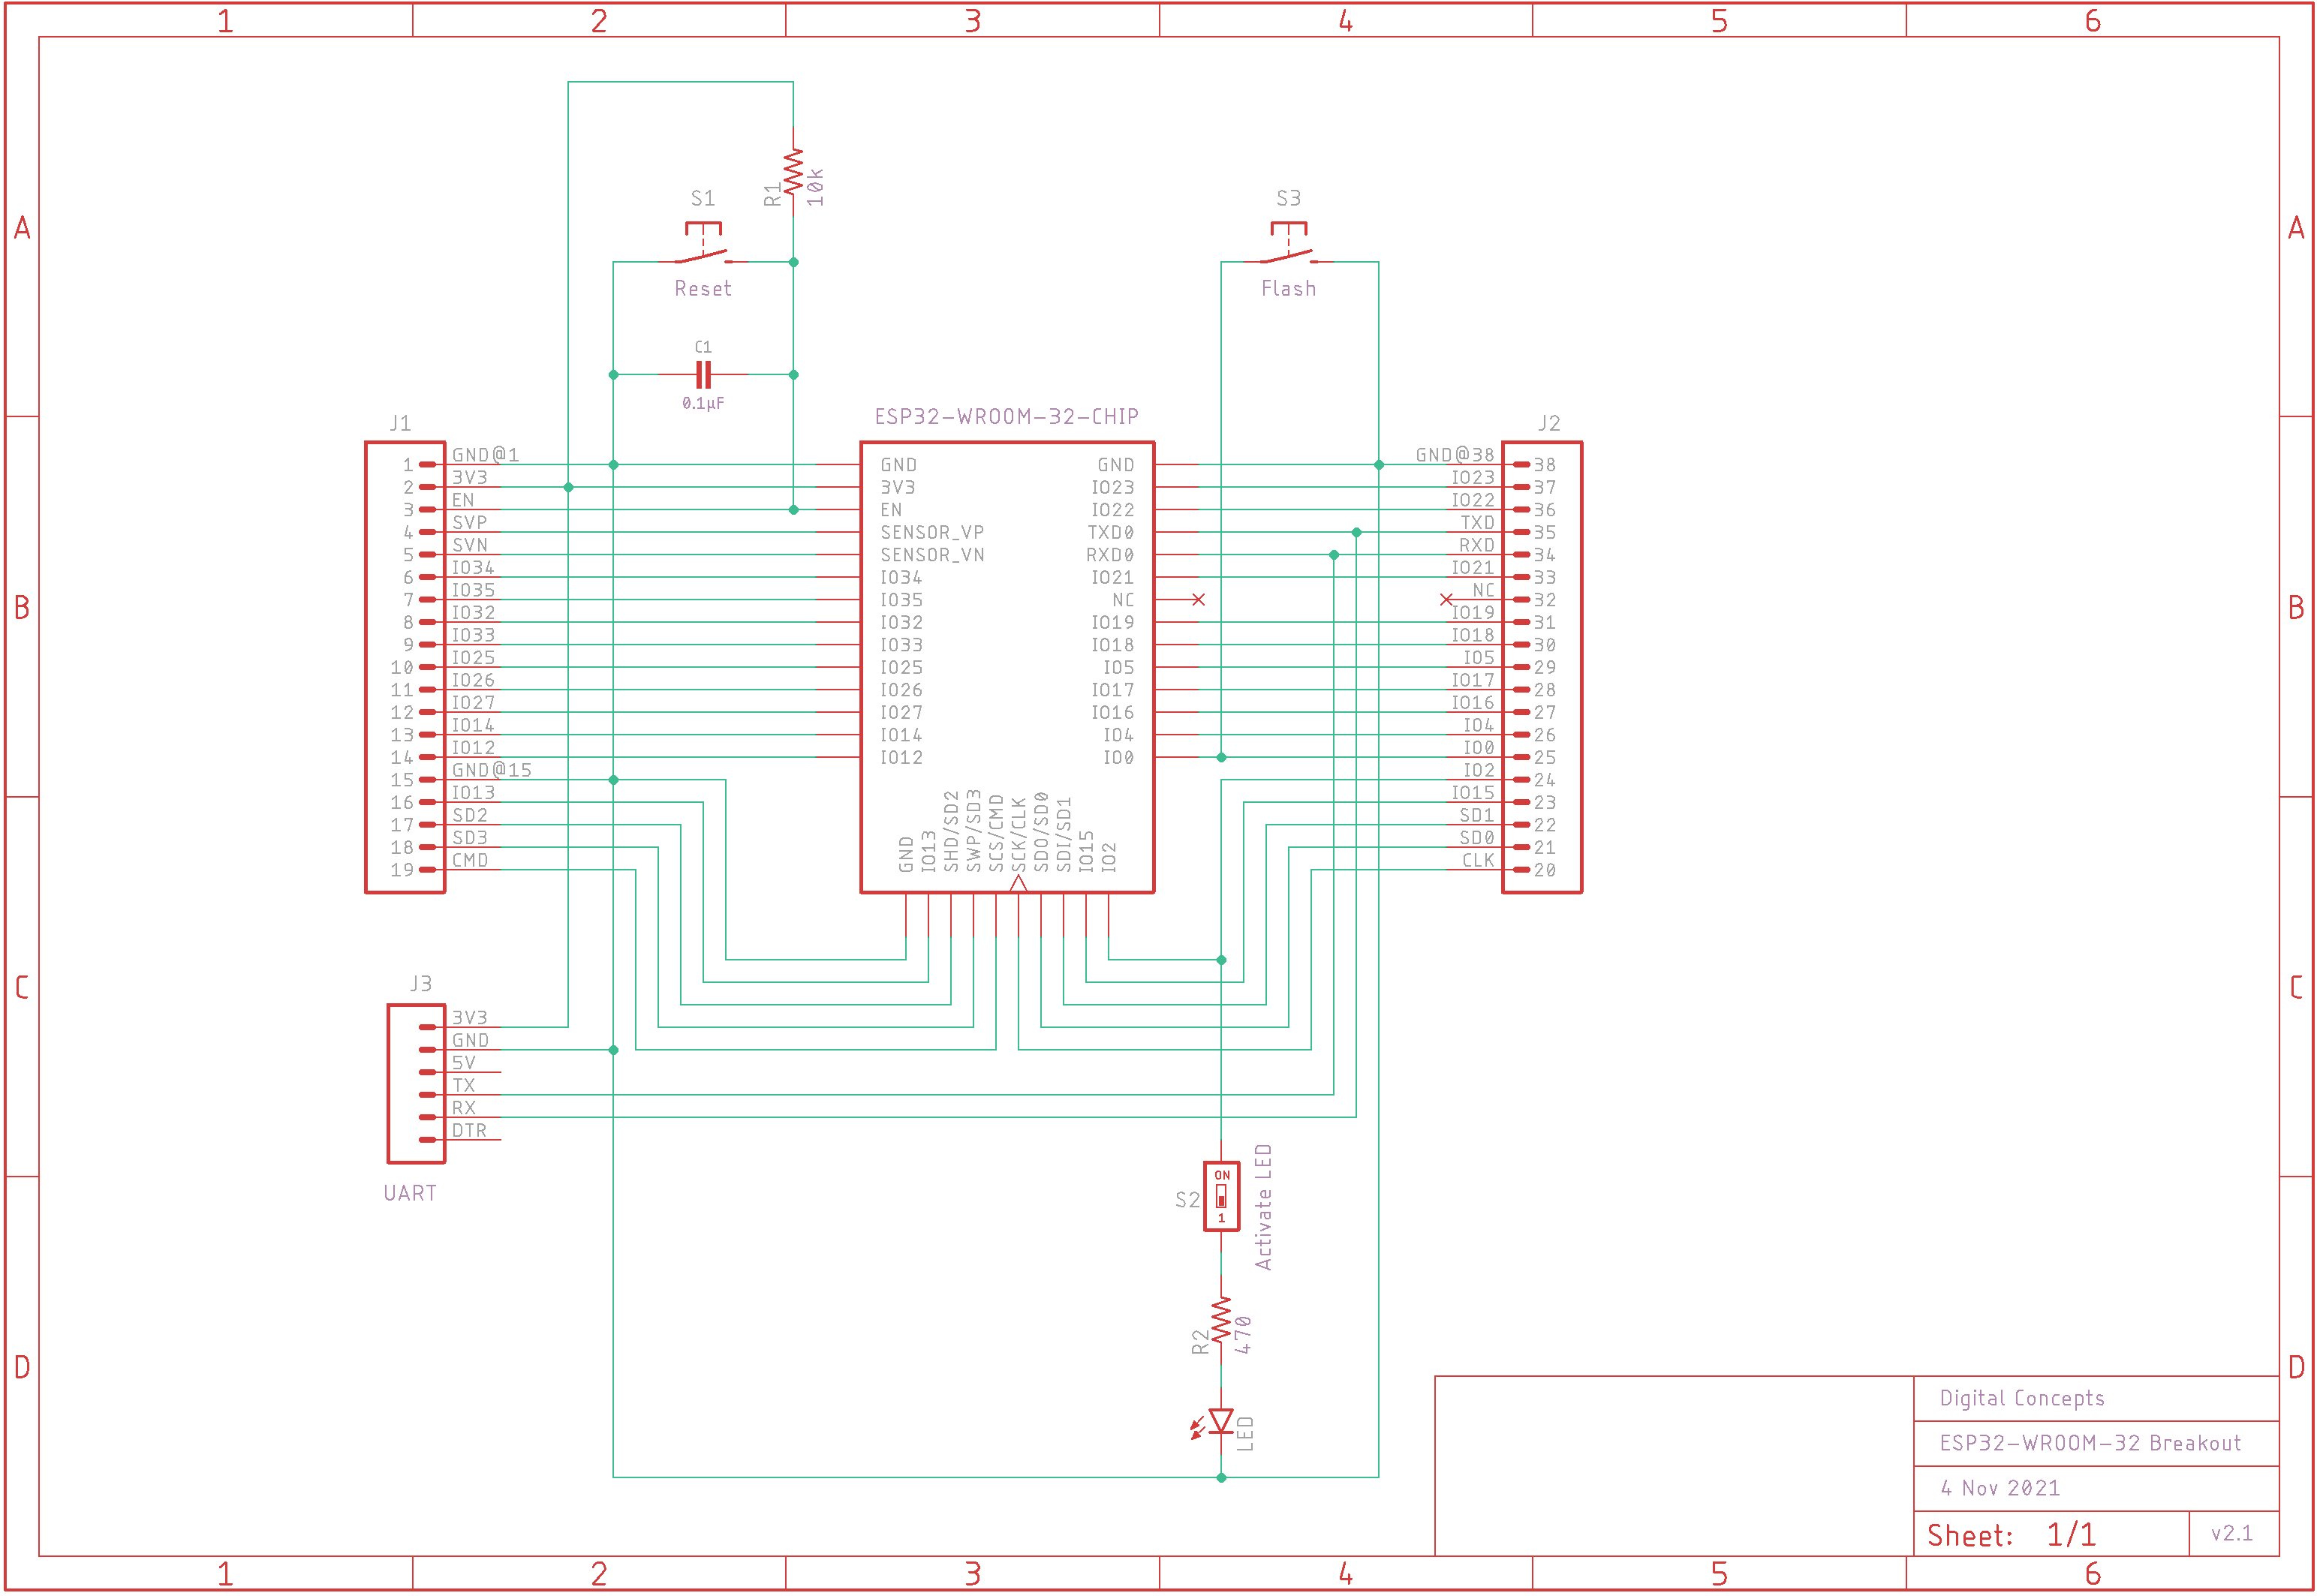 1 2 3 4 5 6
A A
B B
C C
D D
R1
10k
S1
Reset
S3
Flash
C1
0.1µF
ESP32-WROOM-32-CHIP
J1
1 GND@1
2 3V3
3 EN
4 SVP
5 SVN
6 IO34
7 IO35
8 IO32
9 IO33
10 IO25
11 IO26
12 IO27
13 IO14
14 IO12
15 GND@15
16 IO13
17 SD2
18 SD3
19 CMD
GND GND
3V3 IO23
EN IO22
SENSOR_VP TXD0
SENSOR_VN RXD0
IO34 IO21
IO35 NC
IO32 IO19
IO33 IO18
IO25 IO5
IO26 IO17
IO27 IO16
IO14 IO4
IO12 IO0
GND
IO13
SHD/SD2
SWP/SD3
SCS/CMD
SCK/CLK
SDO/SD0
SDI/SD1
IO15
IO2
J2
GND@38 38
IO23 37
IO22 36
TXD 35
RXD 34
IO21 33
NC 32
IO19 31
IO18 30
IO5 29
IO17 28
IO16 27
IO4 26
IO0 25
IO2 24
IO15 23
SD1 22
SD0 21
CLK 20
J3
3V3
GND
5V
TX
RX
DTR
UART
S2
ON
1
Activate LED
R2
470
LED
Digital Concepts
ESP32-WROOM-32 Breakout
4 Nov 2021
Sheet: 1/1 v2.1
1 2 3 4 5 6